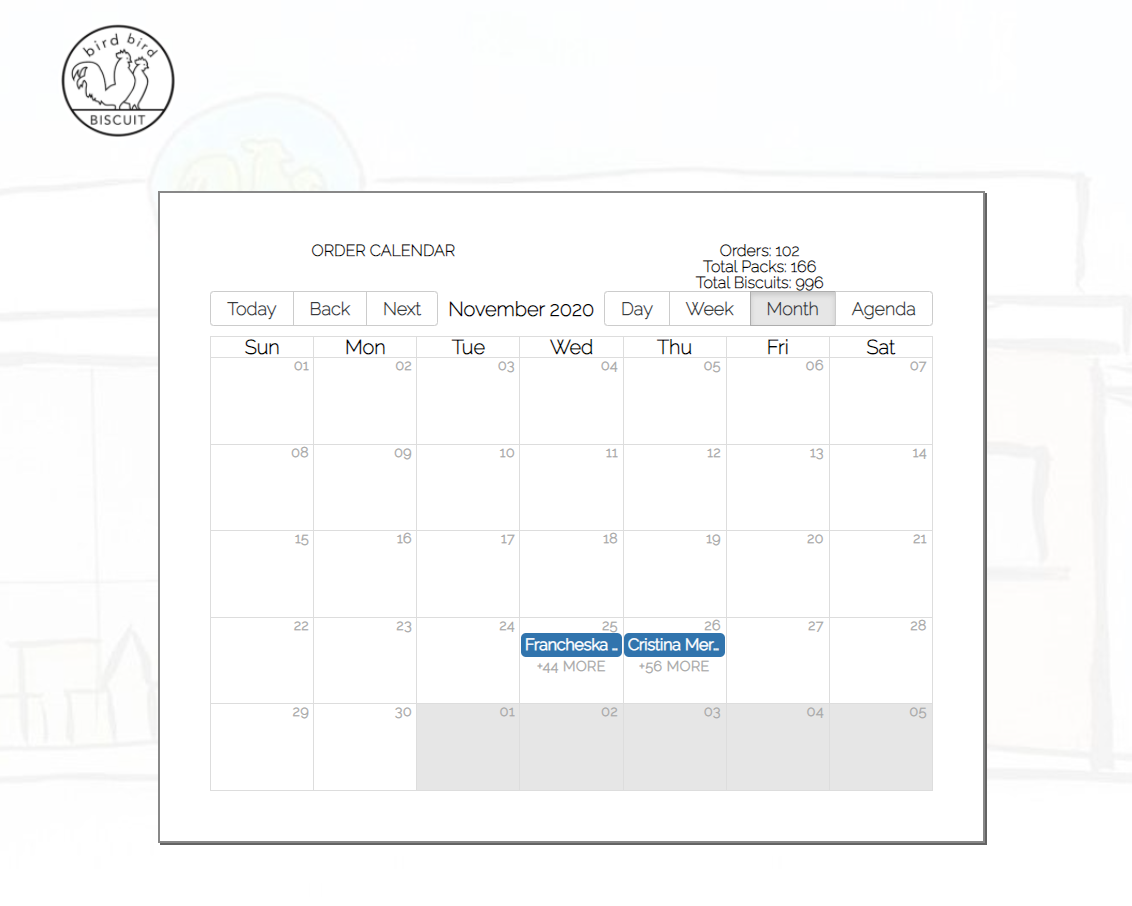 bird bird
BISCUIT
ORDER CALENDAR
Orders: 102
Total Packs: 166
Total Biscuits: 996
Today Back Next November 2020 Day Week Month Agenda
Sun Mon Tue Wed Thu Fri Sat
01 02 03 04 05 06 07
08 09 10 11 12 13 14
15 16 17 18 19 20 21
22 23 24 25 26 27 28
Francheska ... Cristina Mer...
+44 MORE +56 MORE
29 30 01 02 03 04 05